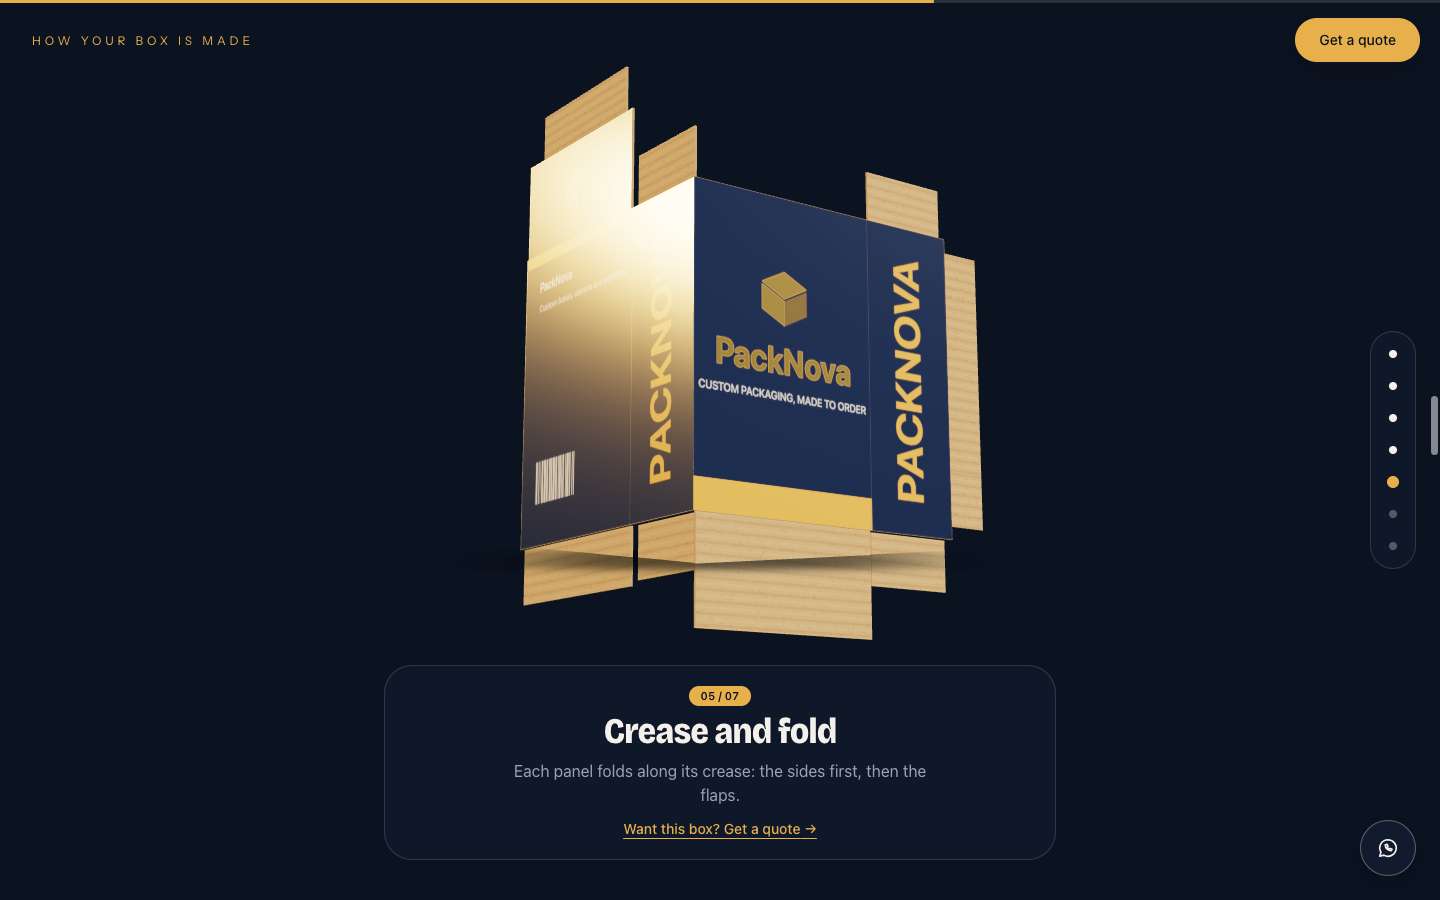 HOW YOUR BOX IS MADE
Get a quote
PackNova
PACKNOVA
PackNova
CUSTOM PACKAGING, MADE TO ORDER
PACKNOVA
05 / 07
Crease and fold
Each panel folds along its crease: the sides first, then the
flaps.
Want this box? Get a quote →